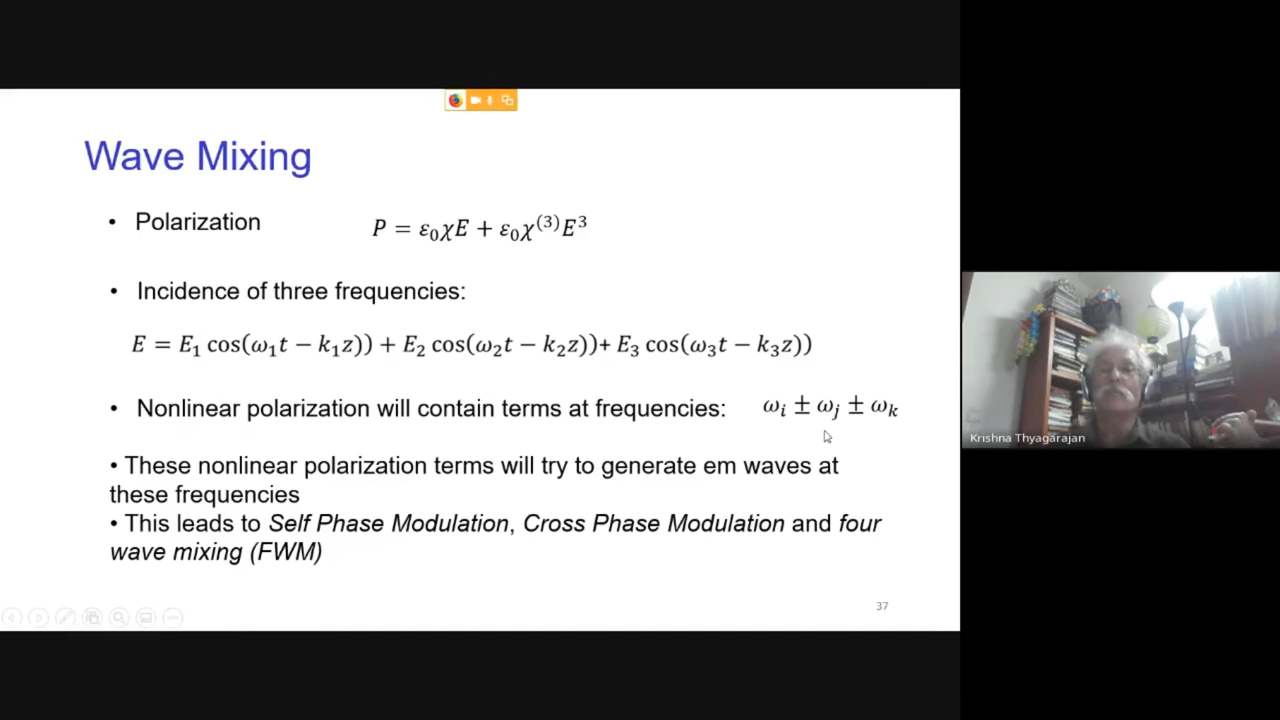 Wave Mixing
• Polarization P = ε₀χE + ε₀χ⁽³⁾E³
• Incidence of three frequencies:
E = E₁ cos(ω₁t − k₁z)) + E₂ cos(ω₂t − k₂z))+ E₃ cos(ω₃t − k₃z))
• Nonlinear polarization will contain terms at frequencies: ωᵢ ± ωⱼ ± ωₖ
• These nonlinear polarization terms will try to generate em waves at
these frequencies
• This leads to Self Phase Modulation, Cross Phase Modulation and four
wave mixing (FWM)
37
Krishna Thyagarajan